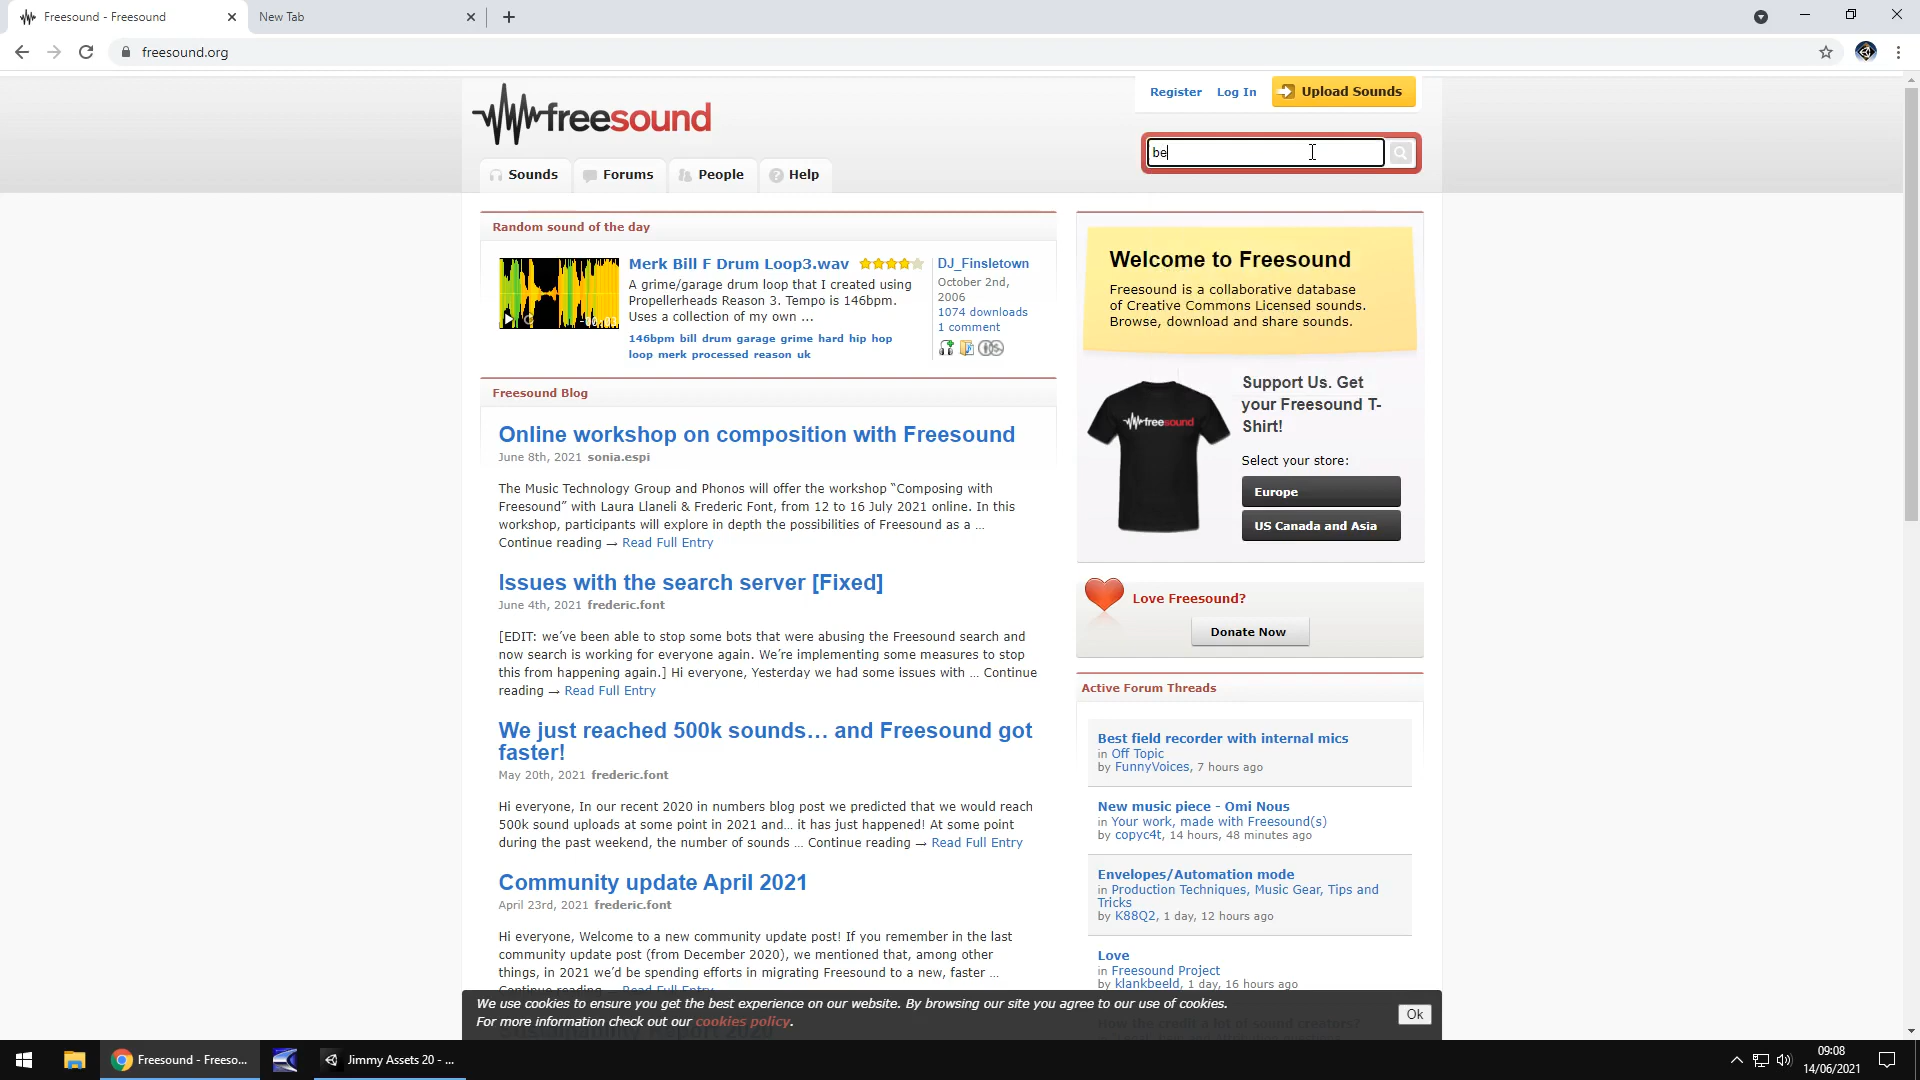 Freesound - Freesound
New Tab
freesound.org
freesound
Register
Log In
Upload Sounds
be
Sounds
Forums
People
Help
Random sound of the day
Merk Bill F Drum Loop3.wav
A grime/garage drum loop that I created using
Propellerheads Reason 3. Tempo is 146bpm.
Uses a collection of my own ...
146bpm bill drum garage grime hard hip hop
loop merk processed reason uk
DJ_Finsletown
October 2nd,
2006
1074 downloads
1 comment
Freesound Blog
Online workshop on composition with Freesound
June 8th, 2021 sonia.espi
The Music Technology Group and Phonos will offer the workshop “Composing with
Freesound” with Laura Llaneli & Frederic Font, from 12 to 16 July 2021 online. In this
workshop, participants will explore in depth the possibilities of Freesound as a ...
Continue reading → Read Full Entry
Issues with the search server [Fixed]
June 4th, 2021 frederic.font
[EDIT: we’ve been able to stop some bots that were abusing the Freesound search and
now search is working for everyone again. We’re implementing some measures to stop
this from happening again.] Hi everyone, Yesterday we had some issues with ... Continue
reading → Read Full Entry
We just reached 500k sounds… and Freesound got
faster!
May 20th, 2021 frederic.font
Hi everyone, In our recent 2020 in numbers blog post we predicted that we would reach
500k sound uploads at some point in 2021 and… it has just happened! At some point
during the past weekend, the number of sounds ... Continue reading → Read Full Entry
Community update April 2021
April 23rd, 2021 frederic.font
Hi everyone, Welcome to a new community update post! If you remember in the last
community update post (from December 2020), we mentioned that, among other
things, in 2021 we’d be spending efforts in migrating Freesound to a new, faster ...
Continue reading → Read Full Entry
Welcome to Freesound
Freesound is a collaborative database
of Creative Commons Licensed sounds.
Browse, download and share sounds.
freesound
Support Us. Get
your Freesound T-
Shirt!
Select your store:
Europe
US Canada and Asia
Love Freesound?
Donate Now
Active Forum Threads
Best field recorder with internal mics
in Off Topic
by FunnyVoices, 7 hours ago
New music piece - Omi Nous
in Your work, made with Freesound(s)
by copyc4t, 14 hours, 48 minutes ago
Envelopes/Automation mode
in Production Techniques, Music Gear, Tips and
Tricks
by K88Q2, 1 day, 12 hours ago
Love
in Freesound Project
by klankbeeld, 1 day, 16 hours ago
We use cookies to ensure you get the best experience on our website. By browsing our site you agree to our use of cookies.
For more information check out our cookies policy.
Ok
Freesound - Freeso...
Jimmy Assets 20 - ...
09:08
14/06/2021